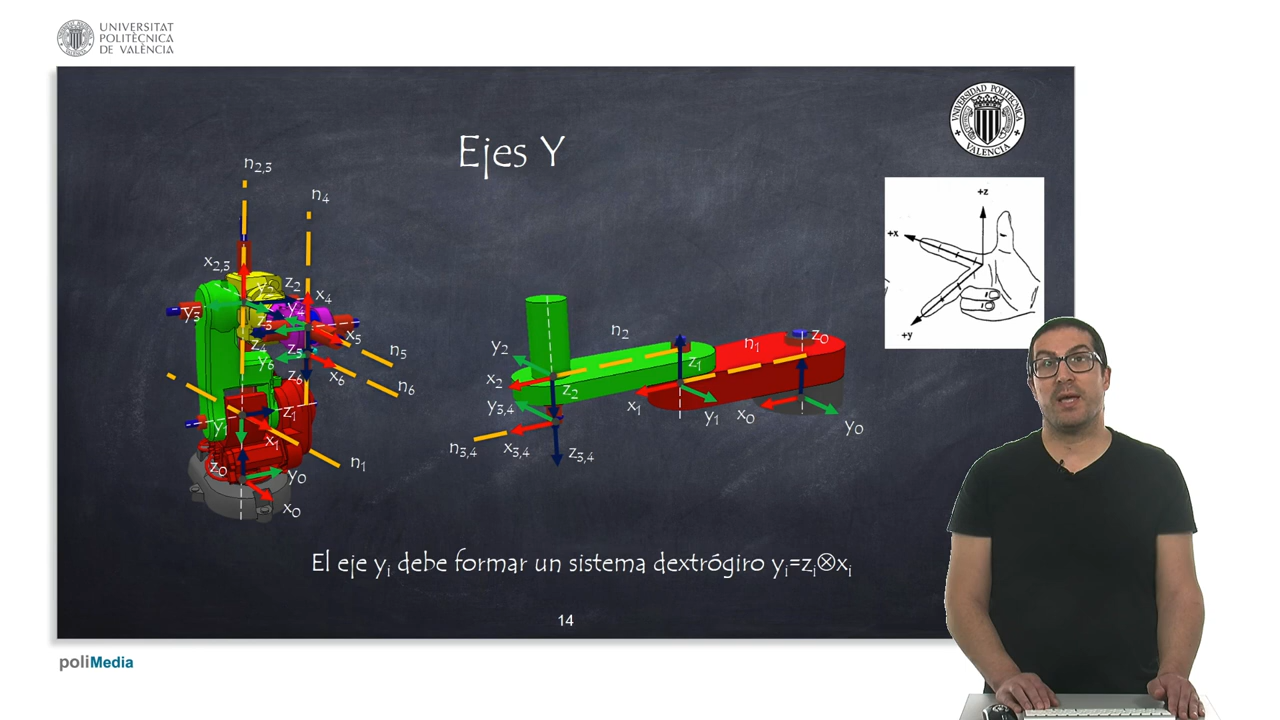 UNIVERSITAT
POLITÈCNICA
DE VALÈNCIA
UNIVERSIDAD POLITECNICA
VALENCIA
Ejes Y
n2,3
n4
x2,3
z2
x4
y3
y4
z3
x5
z4
z5
n5
y6
z6
x6
n6
z1
y1
x1
n1
z0
y0
x0
n2
n1
z0
y2
z1
x2
z2
x1
y1
x0
y3,4
y0
n3,4
x3,4
z3,4
+z
+x
+y
El eje yi debe formar un sistema dextrógiro yi=zi⊗xi
14
poliMedia